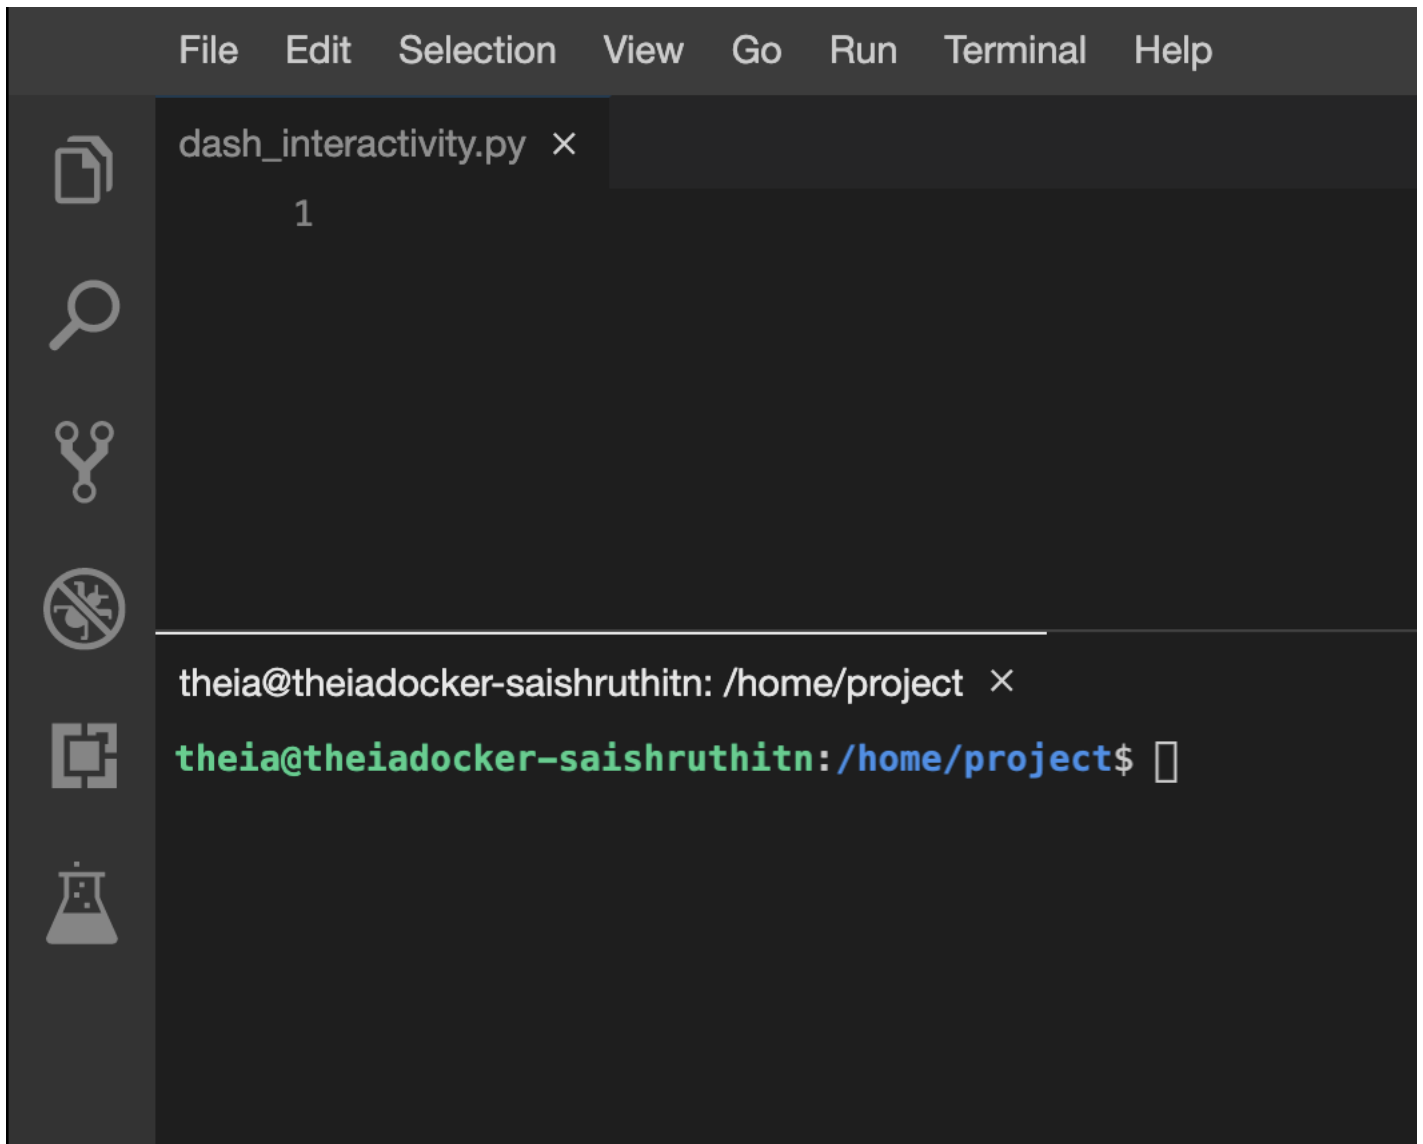 File Edit Selection View Go Run Terminal Help
dash_interactivity.py ×
1
theia@theiadocker-saishruthitn: /home/project ×
theia@theiadocker-saishruthitn:/home/project$